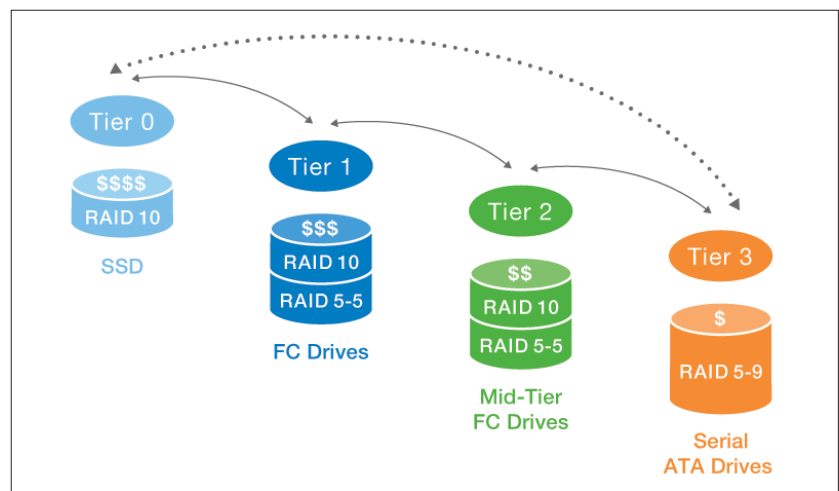 Tier 0
$$$$
RAID 10
SSD
Tier 1
$$$
RAID 10
RAID 5-5
FC Drives
Tier 2
$$
RAID 10
RAID 5-5
Mid-Tier
FC Drives
Tier 3
$
RAID 5-9
Serial
ATA Drives